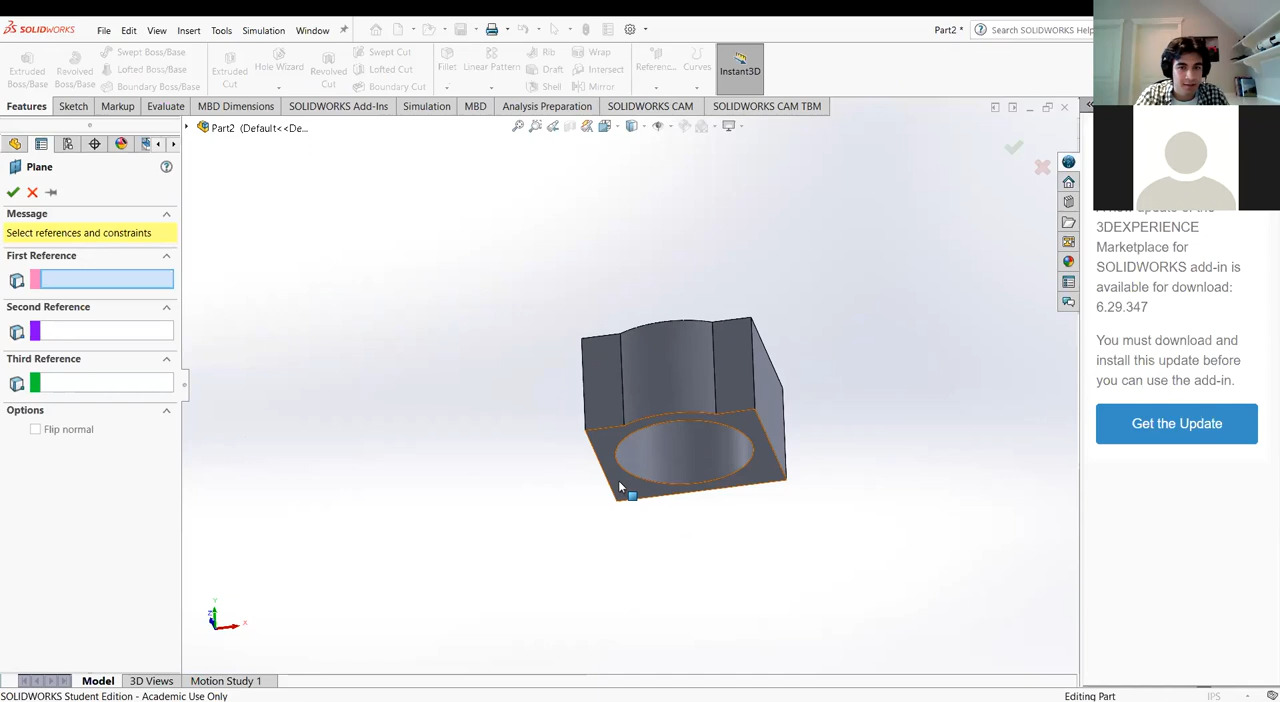 SOLIDWORKS File Edit View Insert Tools Simulation Window Part2 * Search SOLIDWORKS Help
Extruded Boss/Base Revolved Boss/Base Swept Boss/Base Extruded Cut Hole Wizard Revolved Cut Swept Cut Fillet Linear Pattern Rib Wrap Referenc... Curves Instant3D
Lofted Boss/Base Lofted Cut Draft Intersect
Boundary Boss/Base Boundary Cut Shell Mirror
Features Sketch Markup Evaluate MBD Dimensions SOLIDWORKS Add-Ins Simulation MBD Analysis Preparation SOLIDWORKS CAM SOLIDWORKS CAM TBM
Part2 (Default<<De...
Plane
Message
Select references and constraints
First Reference
Second Reference
Third Reference
Options
Flip normal
3DEXPERIENCE
Marketplace for
SOLIDWORKS add-in is
available for download:
6.29.347
You must download and
install this update before
you can use the add-in.
Get the Update
Y
X
Model 3D Views Motion Study 1
SOLIDWORKS Student Edition - Academic Use Only Editing Part IPS